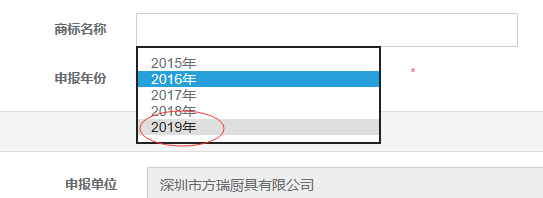 商标名称
申报年份
2015年
2016年
2017年
2018年
2019年
*
申报单位
深圳市方瑞厨具有限公司